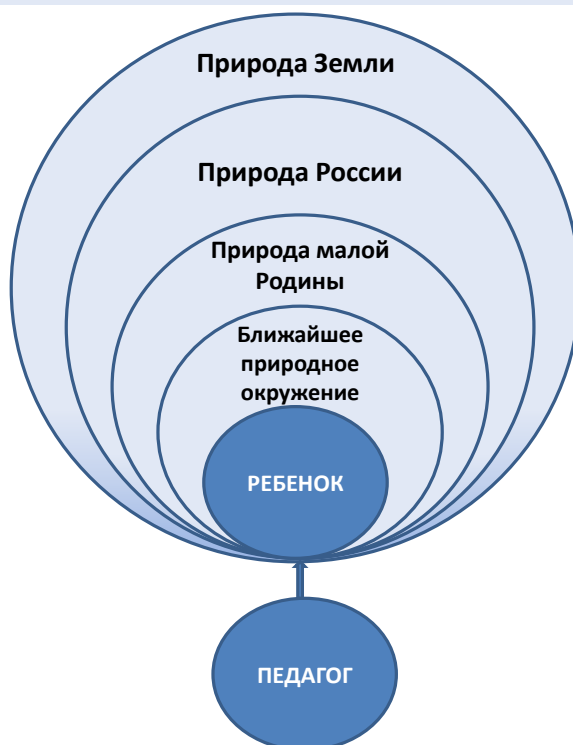 Природа Земли
Природа России
Природа малой
Родины
Ближайшее
природное
окружение
РЕБЕНОК
ПЕДАГОГ